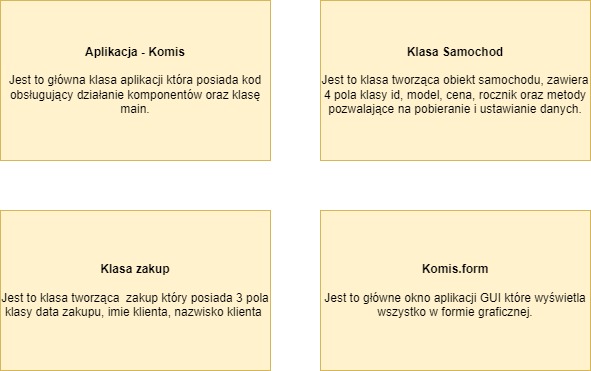 Aplikacja - Komis
Jest to główna klasa aplikacji która posiada kod
obsługujący działanie komponentów oraz klasę
main.
Klasa Samochod
Jest to klasa tworząca obiekt samochodu, zawiera
4 pola klasy id, model, cena, rocznik oraz metody
pozwalające na pobieranie i ustawianie danych.
Klasa zakup
Jest to klasa tworząca  zakup który posiada 3 pola
klasy data zakupu, imie klienta, nazwisko klienta
Komis.form
Jest to główne okno aplikacji GUI które wyświetla
wszystko w formie graficznej.